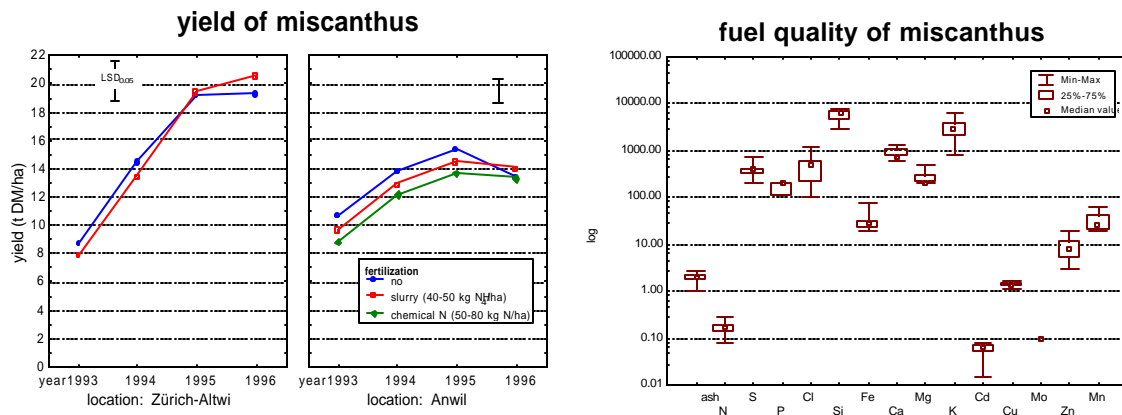 yield of miscanthus
22
20
18
16
14
12
10
8
6
4
2
0
yield (t DM/ha)
LSD0.05
fertilization
no
slurry (40-50 kg NH4/ha)
chemical N (50-80 kg N/ha)
year1993 1994 1995 1996
1993 1994 1995 1996
location: Zürich-Altwi
location: Anwil
fuel quality of miscanthus
100000.00
10000.00
1000.00
100.00
10.00
1.00
0.10
0.01
log
Min-Max
25%-75%
Median value
ash S Cl Fe Mg Cd Mo Mn
N P Si Ca K Cu Zn